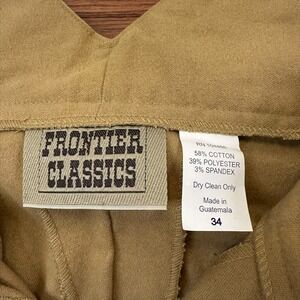 FRONTIER
CLASSICS
58% COTTON
39% POLYESTER
3% SPANDEX
Dry Clean Only
Made in
Guatemala
34